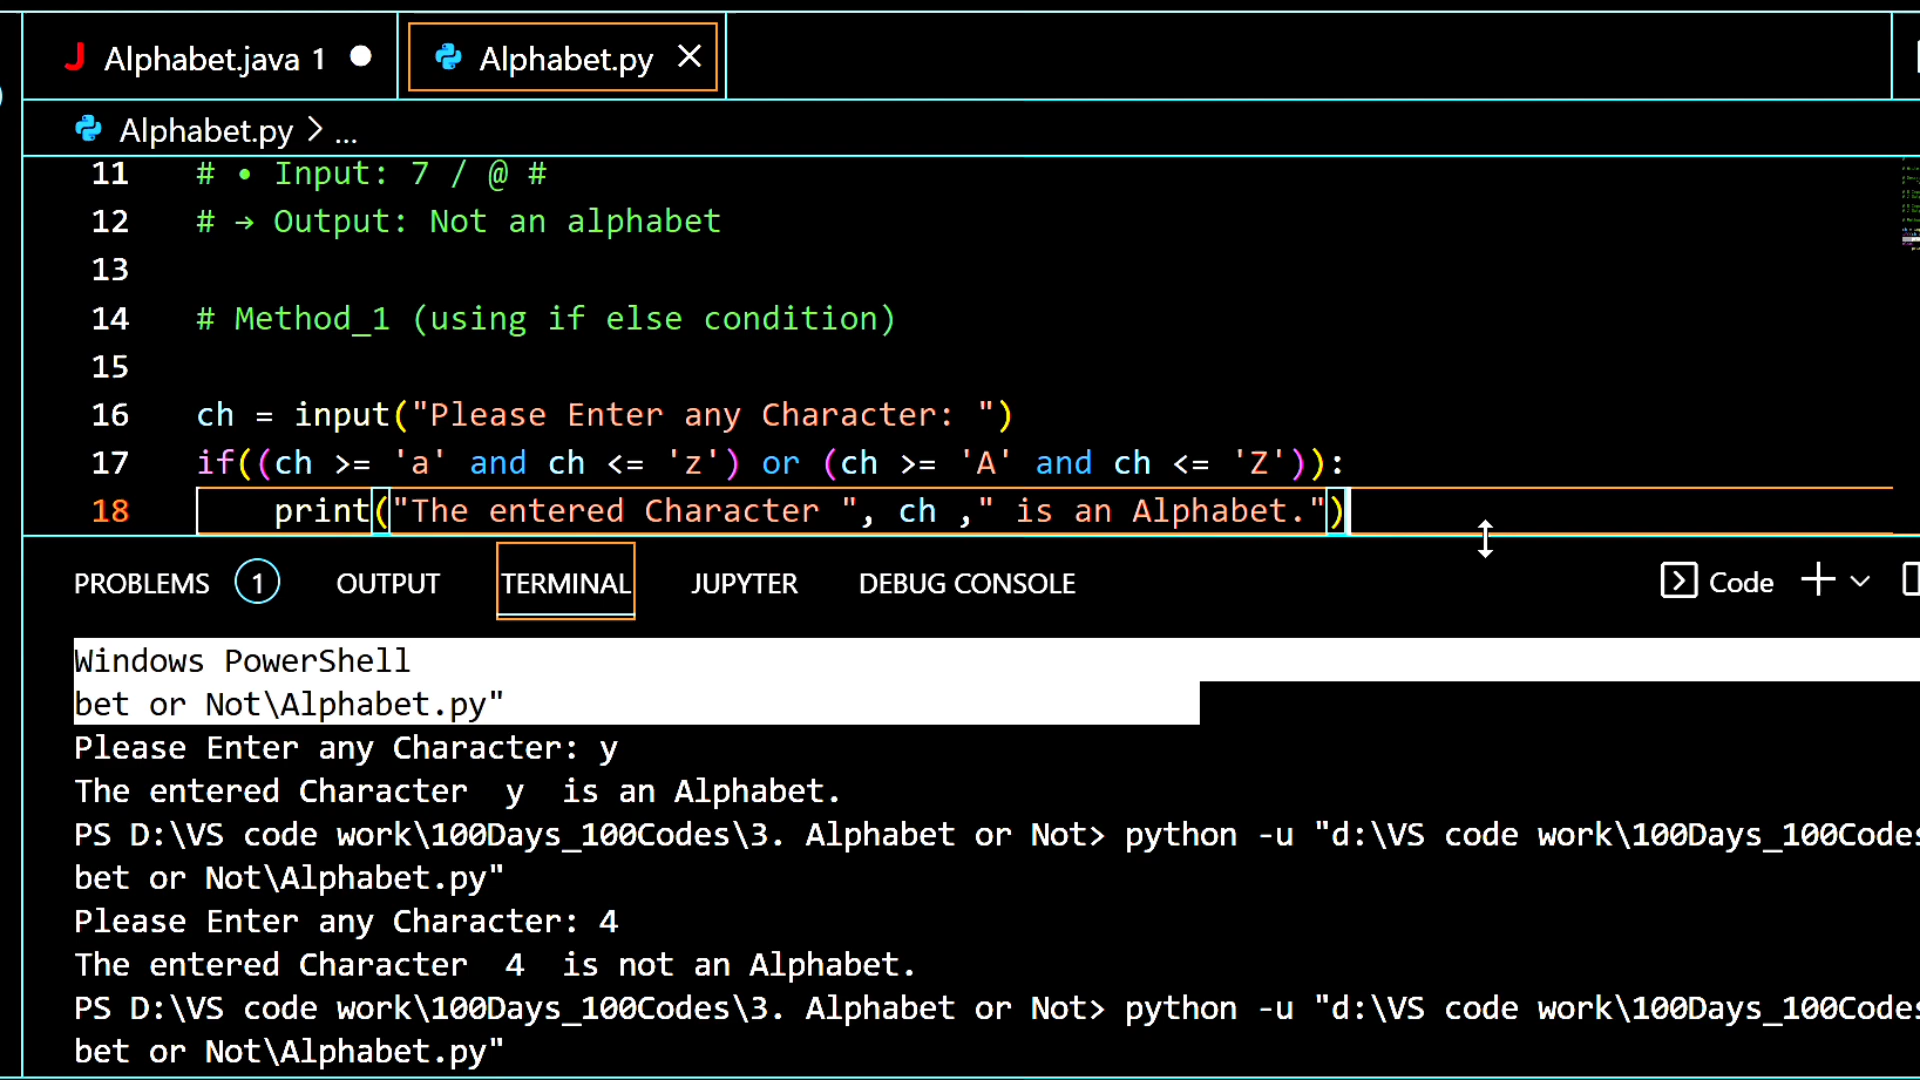 Alphabet.java 1
Alphabet.py
Alphabet.py > ...
11 # • Input: 7 / @ #
12 # → Output: Not an alphabet
13
14 # Method_1 (using if else condition)
15
16 ch = input("Please Enter any Character: ")
17 if((ch >= 'a' and ch <= 'z') or (ch >= 'A' and ch <= 'Z')):
18 print("The entered Character ", ch ," is an Alphabet.")
PROBLEMS 1 OUTPUT TERMINAL JUPYTER DEBUG CONSOLE Code
Windows PowerShell
bet or Not\Alphabet.py"
Please Enter any Character: y
The entered Character  y  is an Alphabet.
PS D:\VS code work\100Days_100Codes\3. Alphabet or Not> python -u "d:\VS code work\100Days_100Codes
bet or Not\Alphabet.py"
Please Enter any Character: 4
The entered Character  4  is not an Alphabet.
PS D:\VS code work\100Days_100Codes\3. Alphabet or Not> python -u "d:\VS code work\100Days_100Codes
bet or Not\Alphabet.py"